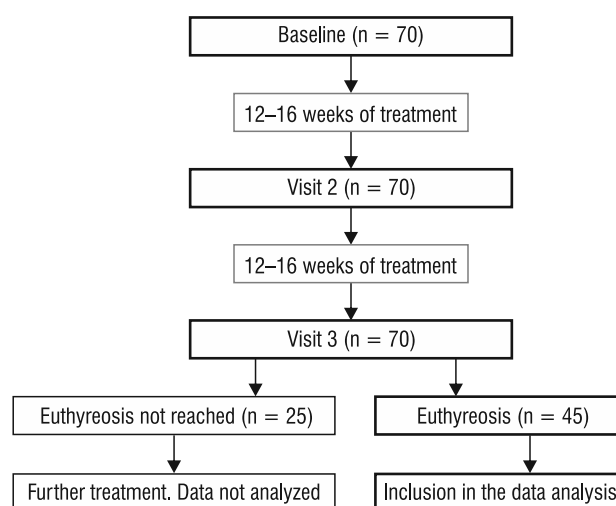 Baseline (n = 70)
12–16 weeks of treatment
Visit 2 (n = 70)
12–16 weeks of treatment
Visit 3 (n = 70)
Euthyreosis not reached (n = 25)
Euthyreosis (n = 45)
Further treatment. Data not analyzed
Inclusion in the data analysis